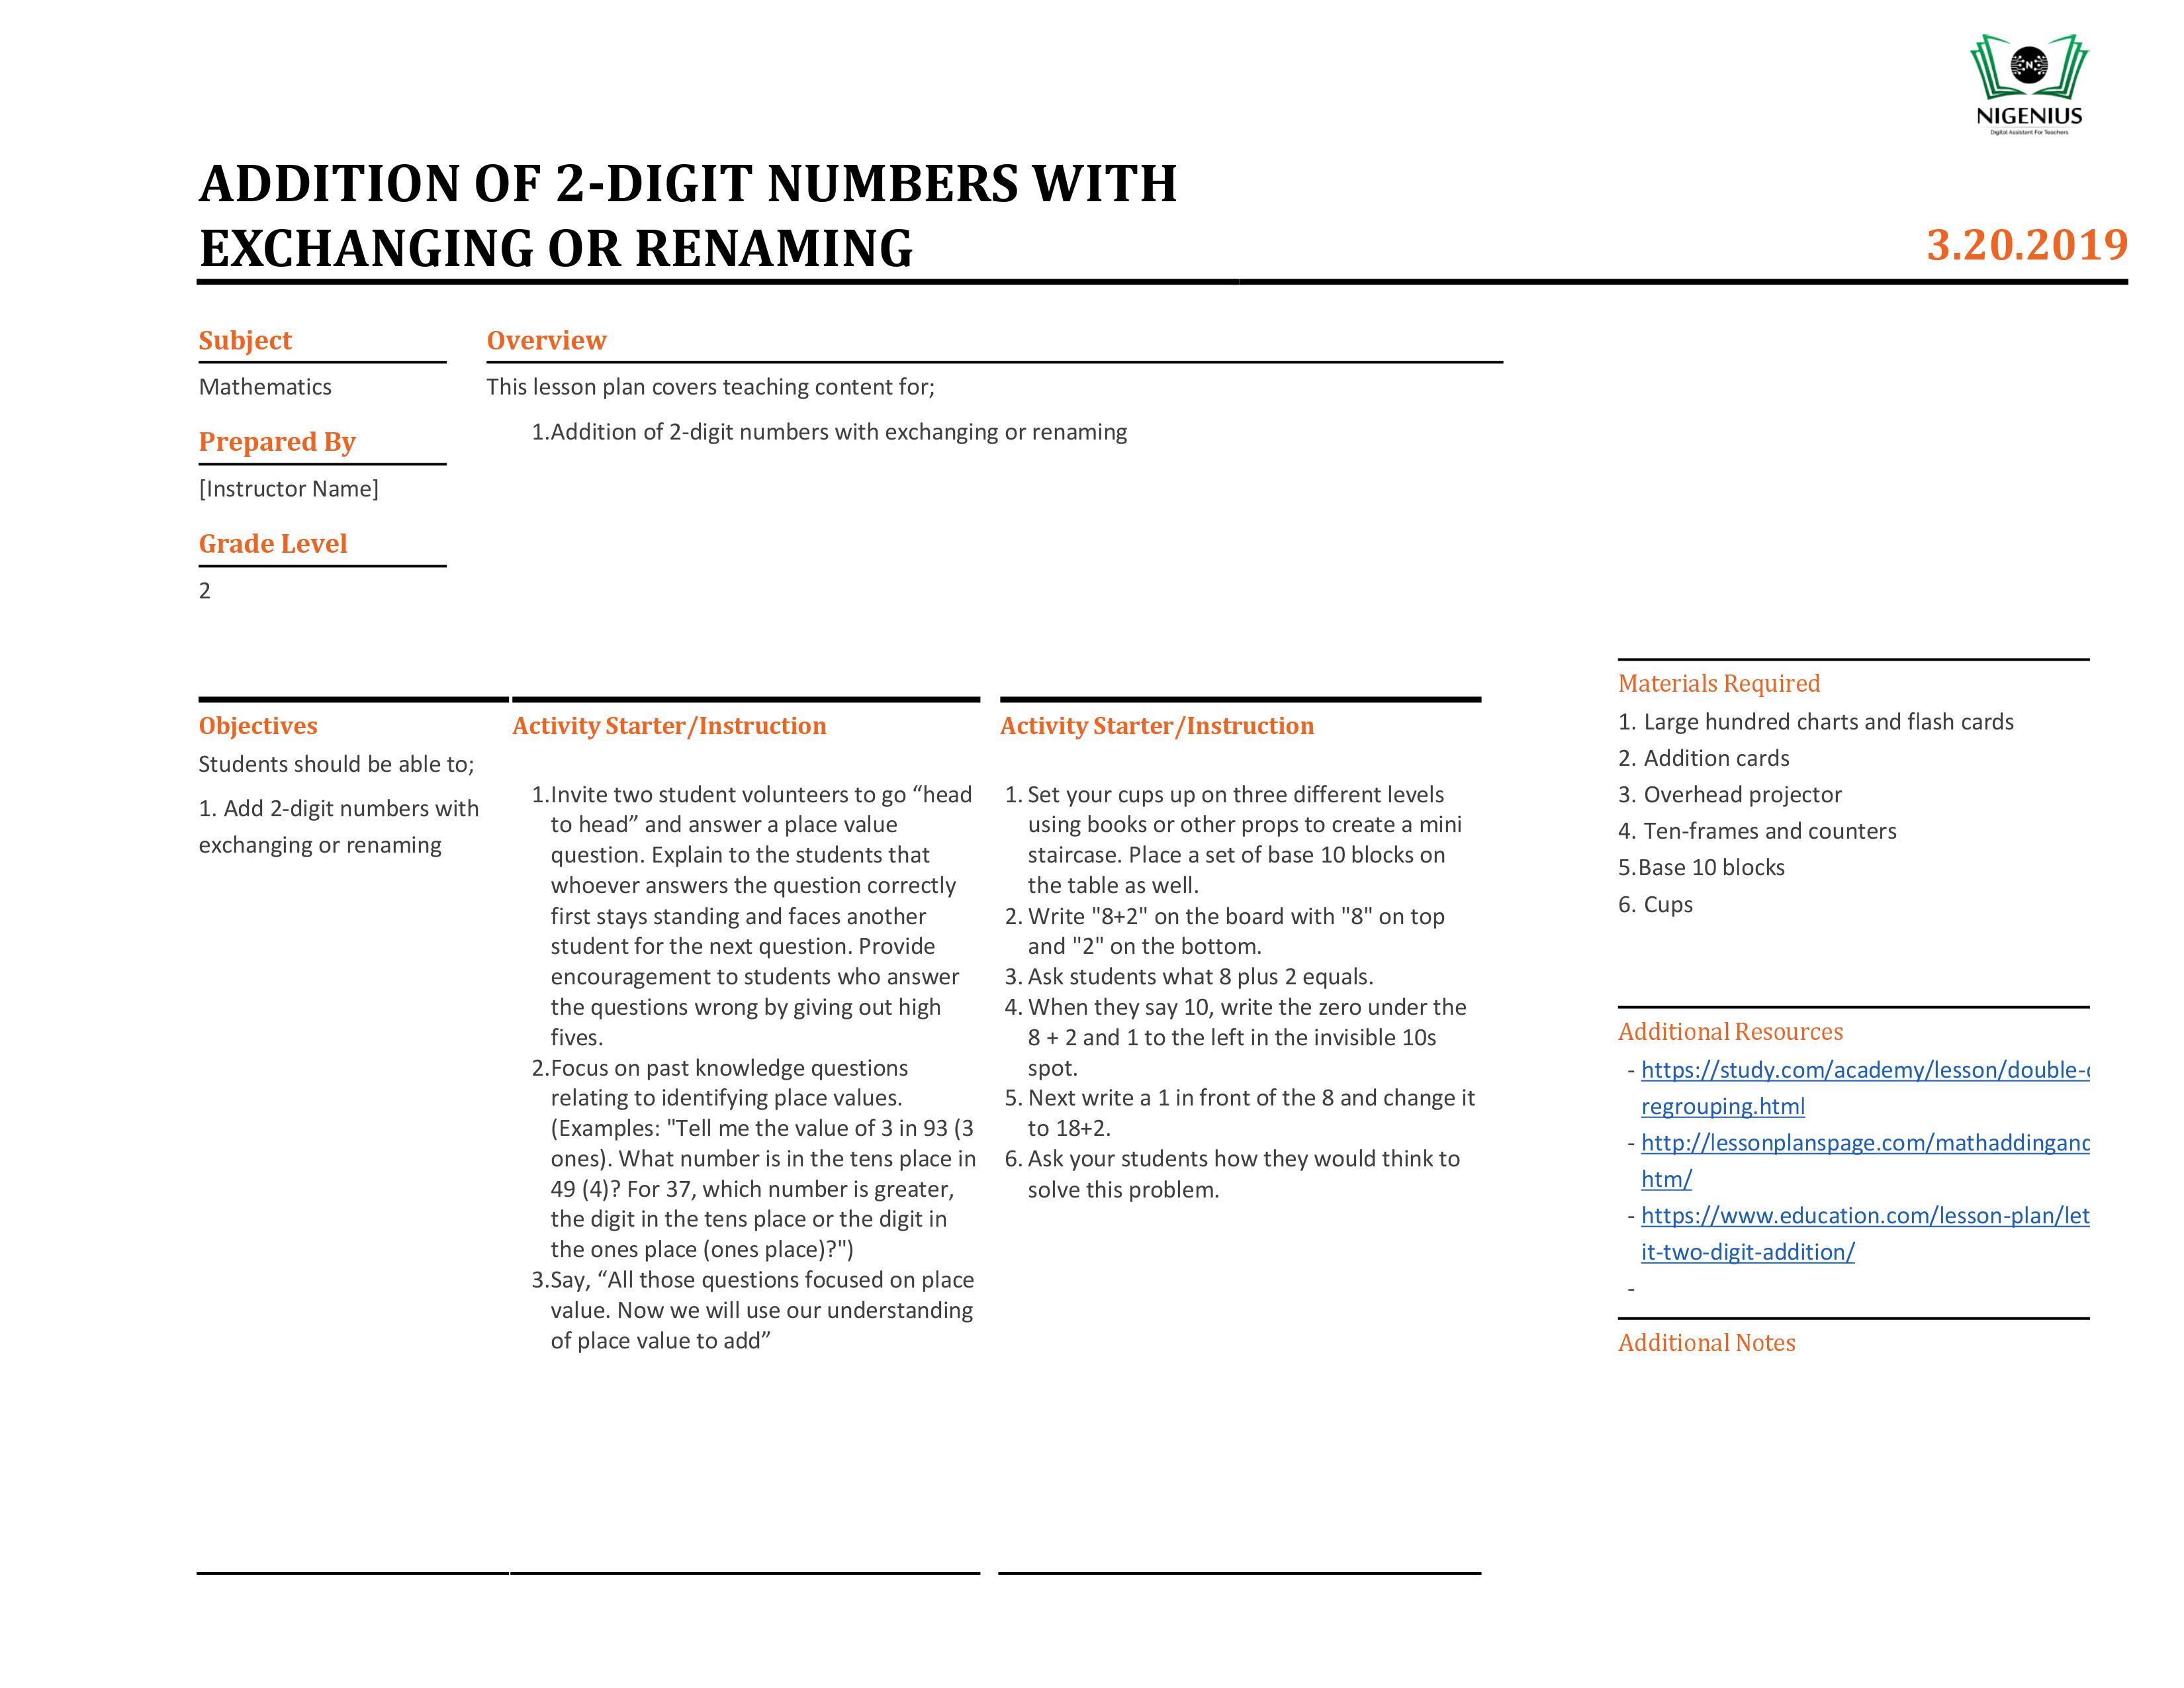 NIGENIUS
Digital Assistant For Teachers
ADDITION OF 2-DIGIT NUMBERS WITH
EXCHANGING OR RENAMING
3.20.2019
Subject
Mathematics
Prepared By
[Instructor Name]
Grade Level
2
Overview
This lesson plan covers teaching content for;
1.Addition of 2-digit numbers with exchanging or renaming
Objectives
Students should be able to;
1. Add 2-digit numbers with
exchanging or renaming
Activity Starter/Instruction
1.Invite two student volunteers to go “head
to head” and answer a place value
question. Explain to the students that
whoever answers the question correctly
first stays standing and faces another
student for the next question. Provide
encouragement to students who answer
the questions wrong by giving out high
fives.
2.Focus on past knowledge questions
relating to identifying place values.
(Examples: "Tell me the value of 3 in 93 (3
ones). What number is in the tens place in
49 (4)? For 37, which number is greater,
the digit in the tens place or the digit in
the ones place (ones place)?")
3.Say, “All those questions focused on place
value. Now we will use our understanding
of place value to add”
Activity Starter/Instruction
1. Set your cups up on three different levels
using books or other props to create a mini
staircase. Place a set of base 10 blocks on
the table as well.
2. Write "8+2" on the board with "8" on top
and "2" on the bottom.
3. Ask students what 8 plus 2 equals.
4. When they say 10, write the zero under the
8 + 2 and 1 to the left in the invisible 10s
spot.
5. Next write a 1 in front of the 8 and change it
to 18+2.
6. Ask your students how they would think to
solve this problem.
Materials Required
1. Large hundred charts and flash cards
2. Addition cards
3. Overhead projector
4. Ten-frames and counters
5.Base 10 blocks
6. Cups
Additional Resources
- https://study.com/academy/lesson/double-
regrouping.html
- http://lessonplanspage.com/mathaddingand
htm/
- https://www.education.com/lesson-plan/let
it-two-digit-addition/
-
Additional Notes